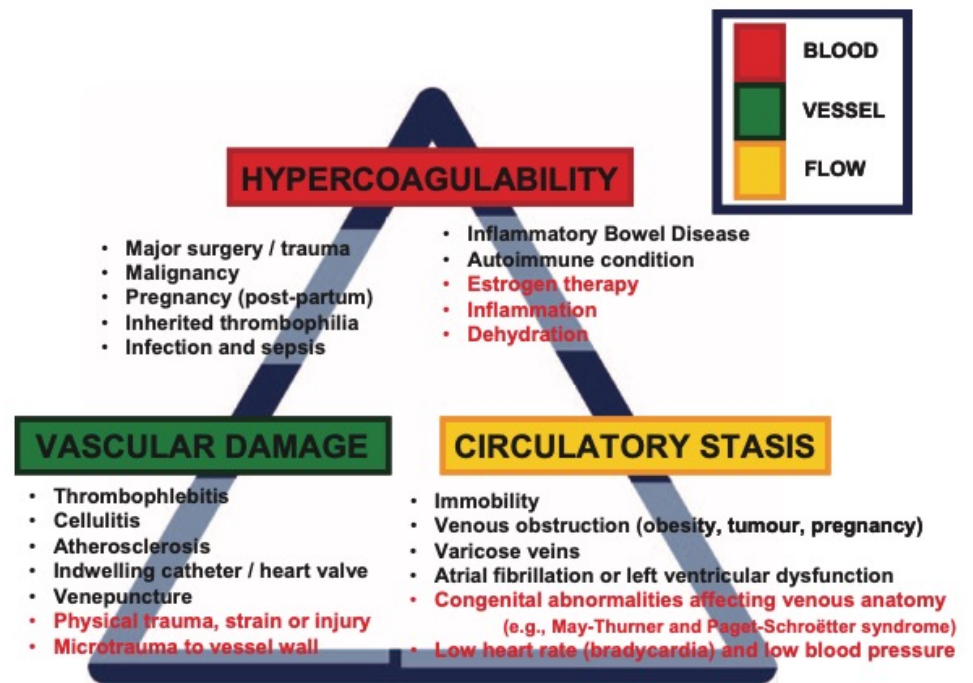 BLOOD
VESSEL
FLOW
HYPERCOAGULABILITY
• Major surgery / trauma
• Malignancy
• Pregnancy (post-partum)
• Inherited thrombophilia
• Infection and sepsis
• Inflammatory Bowel Disease
• Autoimmune condition
• Estrogen therapy
• Inflammation
• Dehydration
VASCULAR DAMAGE
• Thrombophlebitis
• Cellulitis
• Atherosclerosis
• Indwelling catheter / heart valve
• Venepuncture
• Physical trauma, strain or injury
• Microtrauma to vessel wall
CIRCULATORY STASIS
• Immobility
• Venous obstruction (obesity, tumour, pregnancy)
• Varicose veins
• Atrial fibrillation or left ventricular dysfunction
• Congenital abnormalities affecting venous anatomy
(e.g., May-Thurner and Paget-Schroëtter syndrome)
• Low heart rate (bradycardia) and low blood pressure